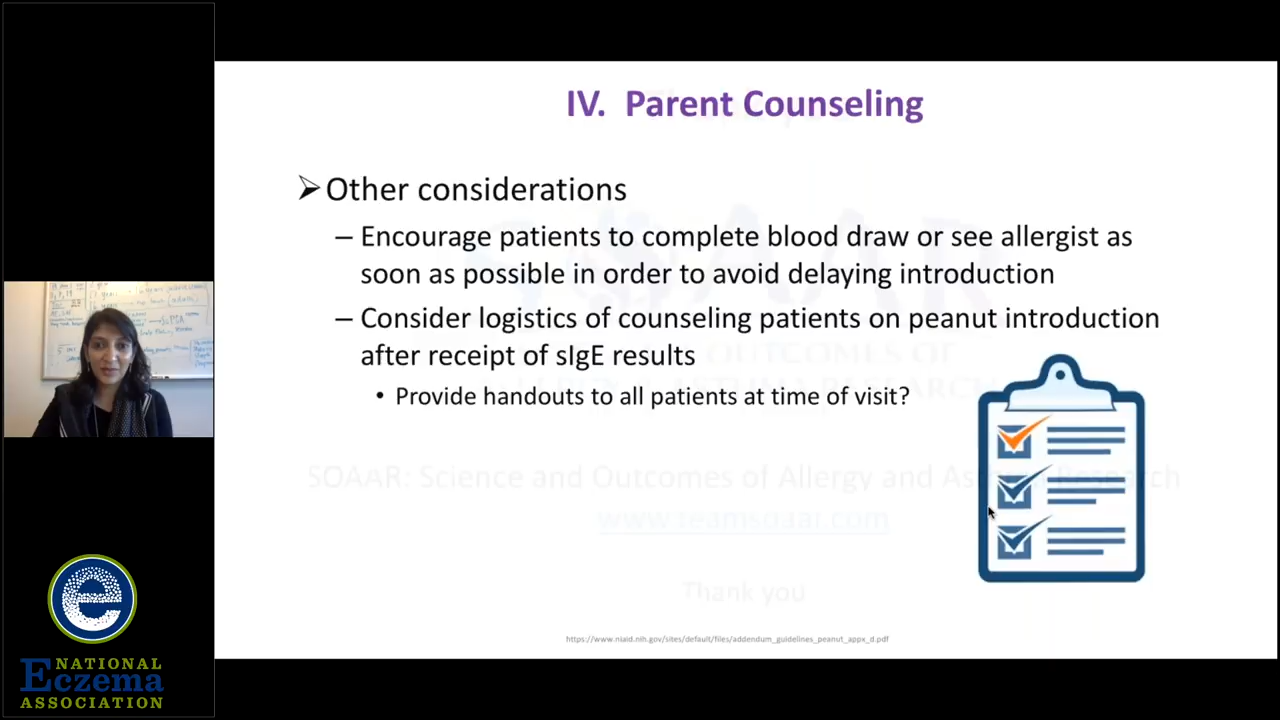 IV. Parent Counseling
➢ Other considerations
– Encourage patients to complete blood draw or see allergist as
soon as possible in order to avoid delaying introduction
– Consider logistics of counseling patients on peanut introduction
after receipt of sIgE results
• Provide handouts to all patients at time of visit?
SOAAR: Science and Outcomes of Allergy and Asthma Research
www.teamsoaar.com
Thank you
https://www.niaid.nih.gov/sites/default/files/addendum_guidelines_peanut_appx_d.pdf
e
NATIONAL
Eczema
ASSOCIATION